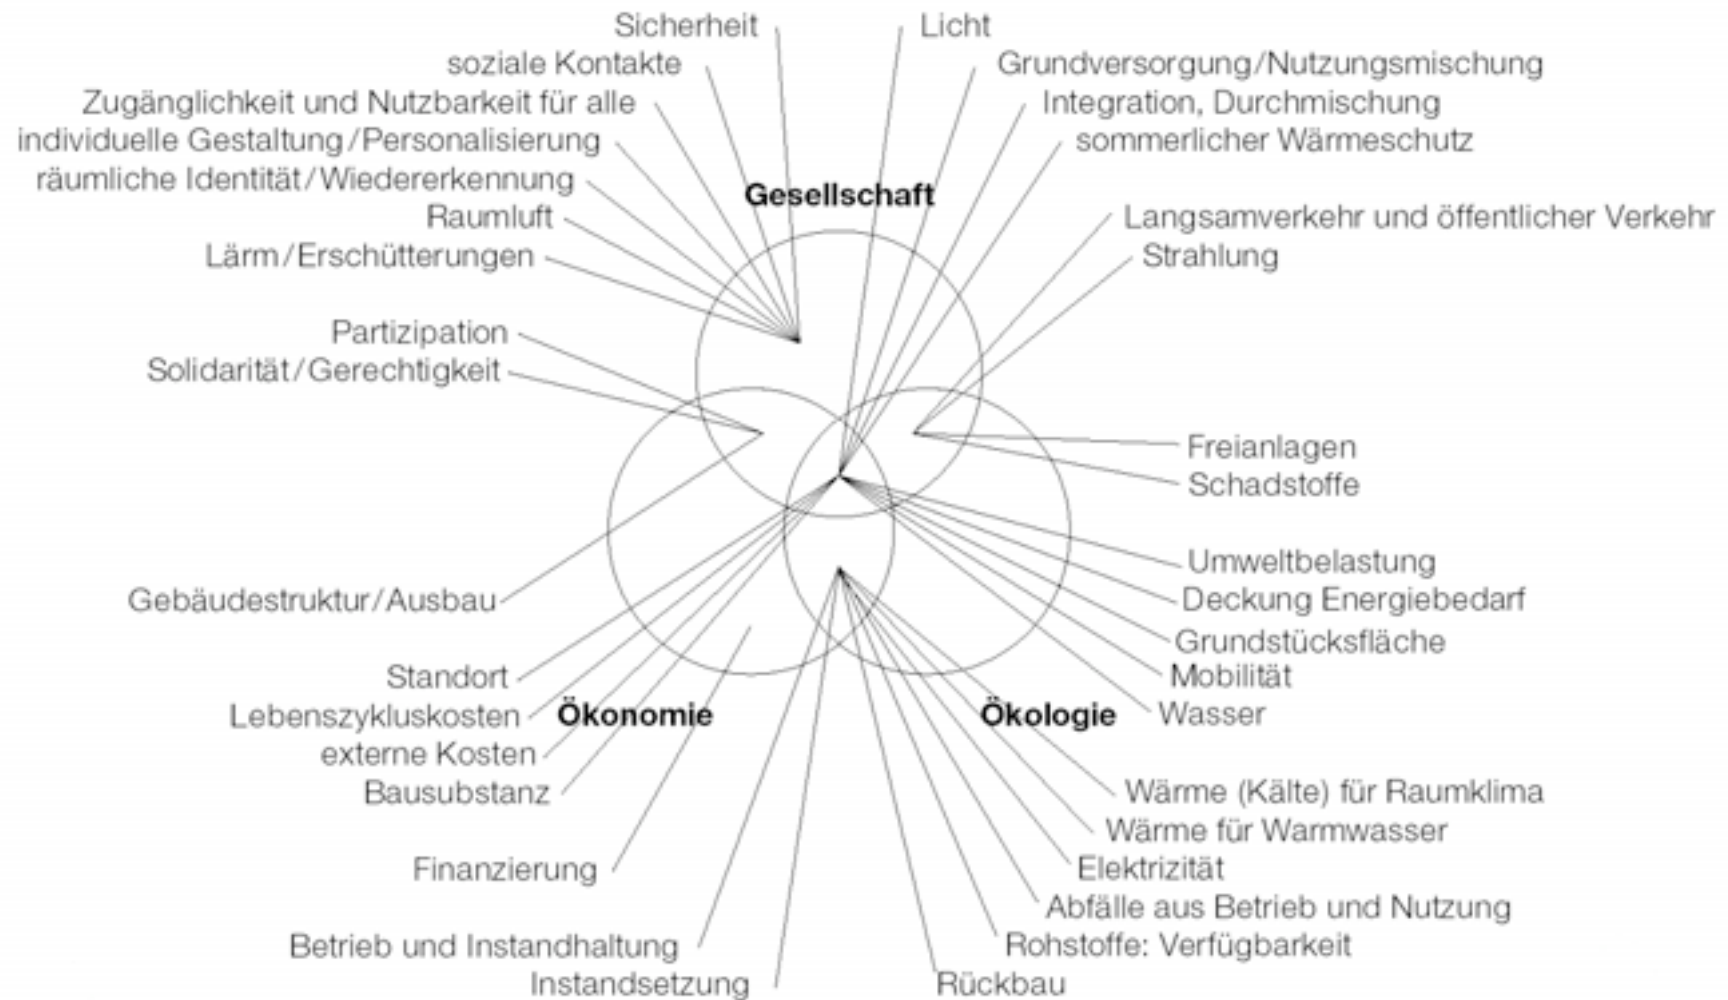 Sicherheit
Licht
soziale Kontakte
Grundversorgung/Nutzungsmischung
Zugänglichkeit und Nutzbarkeit für alle
Integration, Durchmischung
individuelle Gestaltung/Personalisierung
sommerlicher Wärmeschutz
räumliche Identität/Wiedererkennung
Gesellschaft
Raumluft
Langsamverkehr und öffentlicher Verkehr
Lärm/Erschütterungen
Strahlung
Partizipation
Solidarität/Gerechtigkeit
Freianlagen
Schadstoffe
Umweltbelastung
Gebäudestruktur/Ausbau
Deckung Energiebedarf
Grundstücksfläche
Standort
Mobilität
Lebenszykluskosten
Ökonomie
Ökologie
Wasser
externe Kosten
Bausubstanz
Wärme (Kälte) für Raumklima
Wärme für Warmwasser
Finanzierung
Elektrizität
Abfälle aus Betrieb und Nutzung
Betrieb und Instandhaltung
Rohstoffe: Verfügbarkeit
Instandsetzung
Rückbau